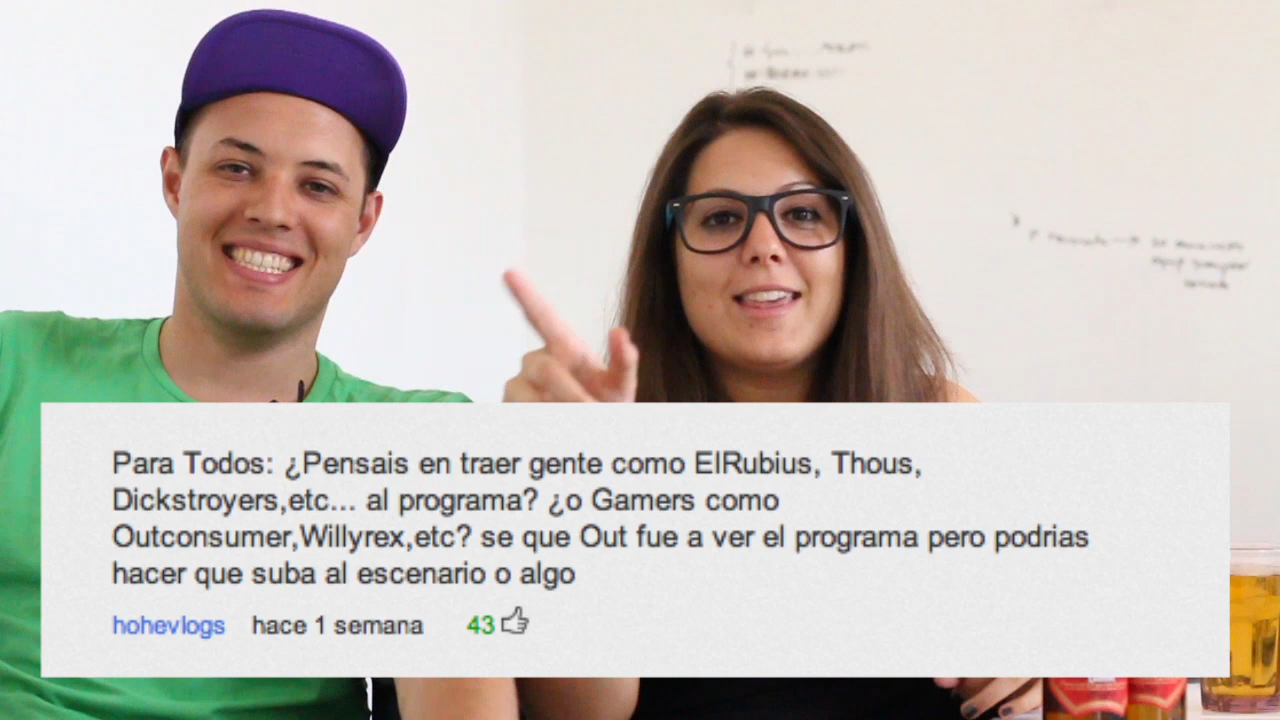 Para Todos: ¿Pensais en traer gente como ElRubius, Thous,
Dickstroyers,etc... al programa? ¿o Gamers como
Outconsumer,Willyrex,etc? se que Out fue a ver el programa pero podrias
hacer que suba al escenario o algo
hohevlogs hace 1 semana 43